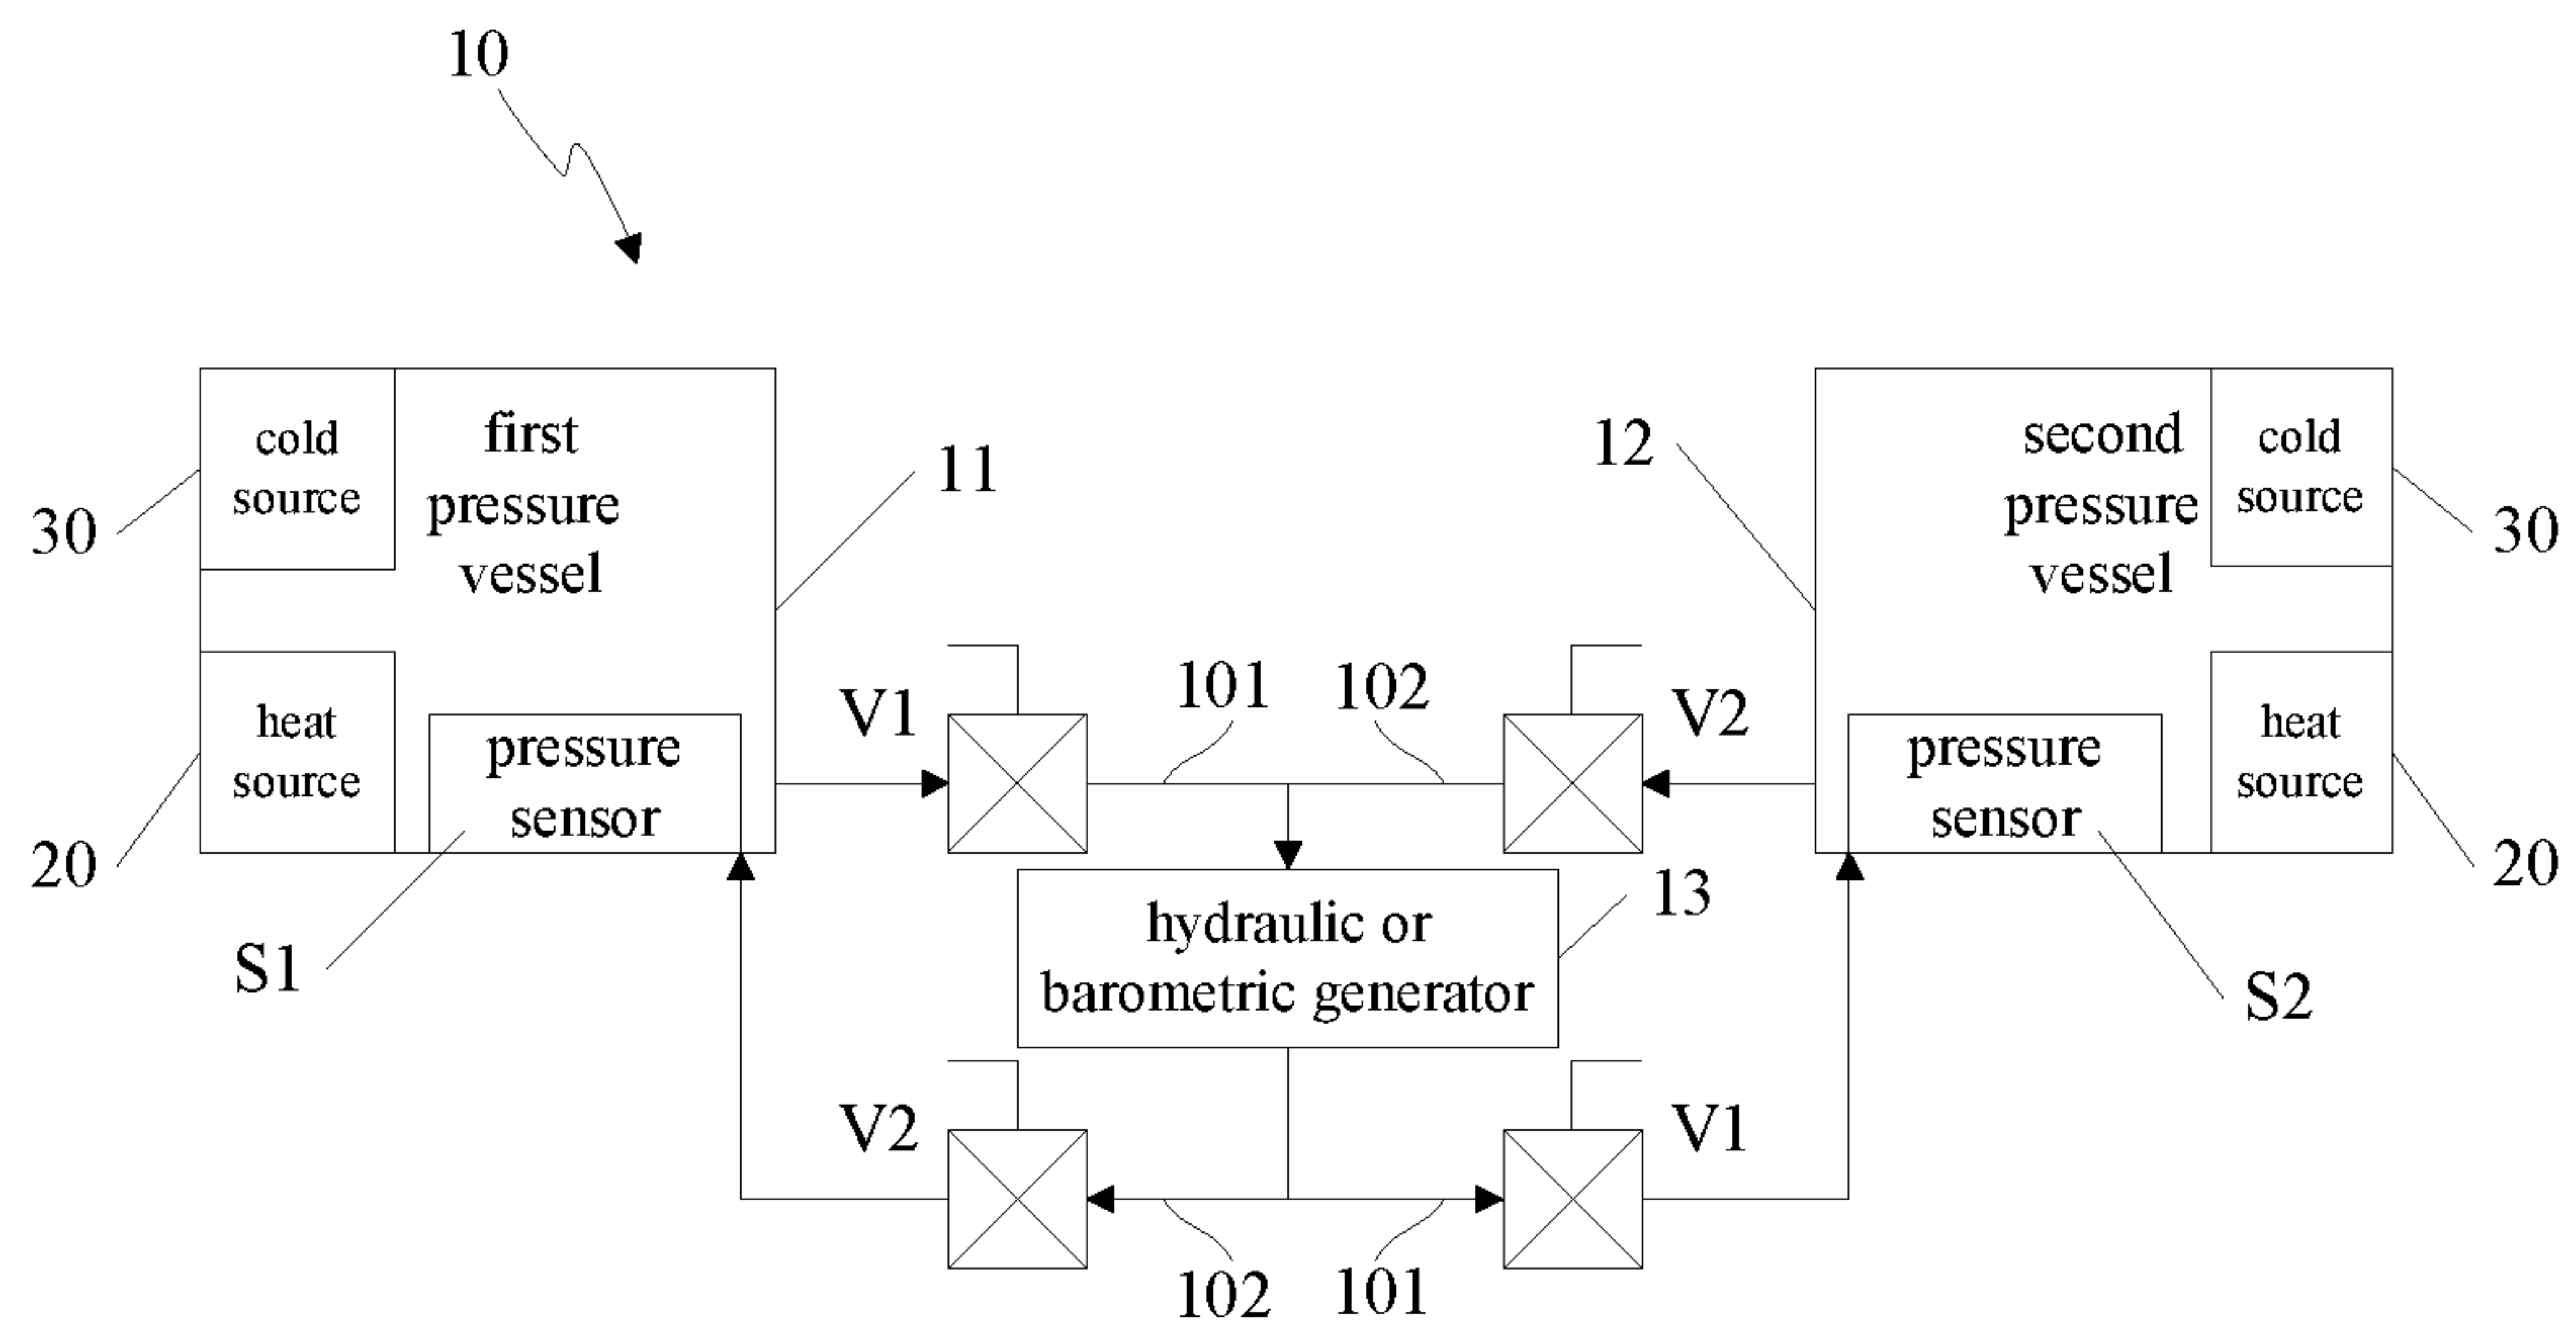 10
cold
source
first
pressure
vessel
30
11
heat
source
pressure
sensor
20
S1
12
second
pressure
vessel
cold
source
30
pressure
sensor
heat
source
20
S2
V1
101
102
V2
hydraulic or
barometric generator
13
V2
V1
102
101